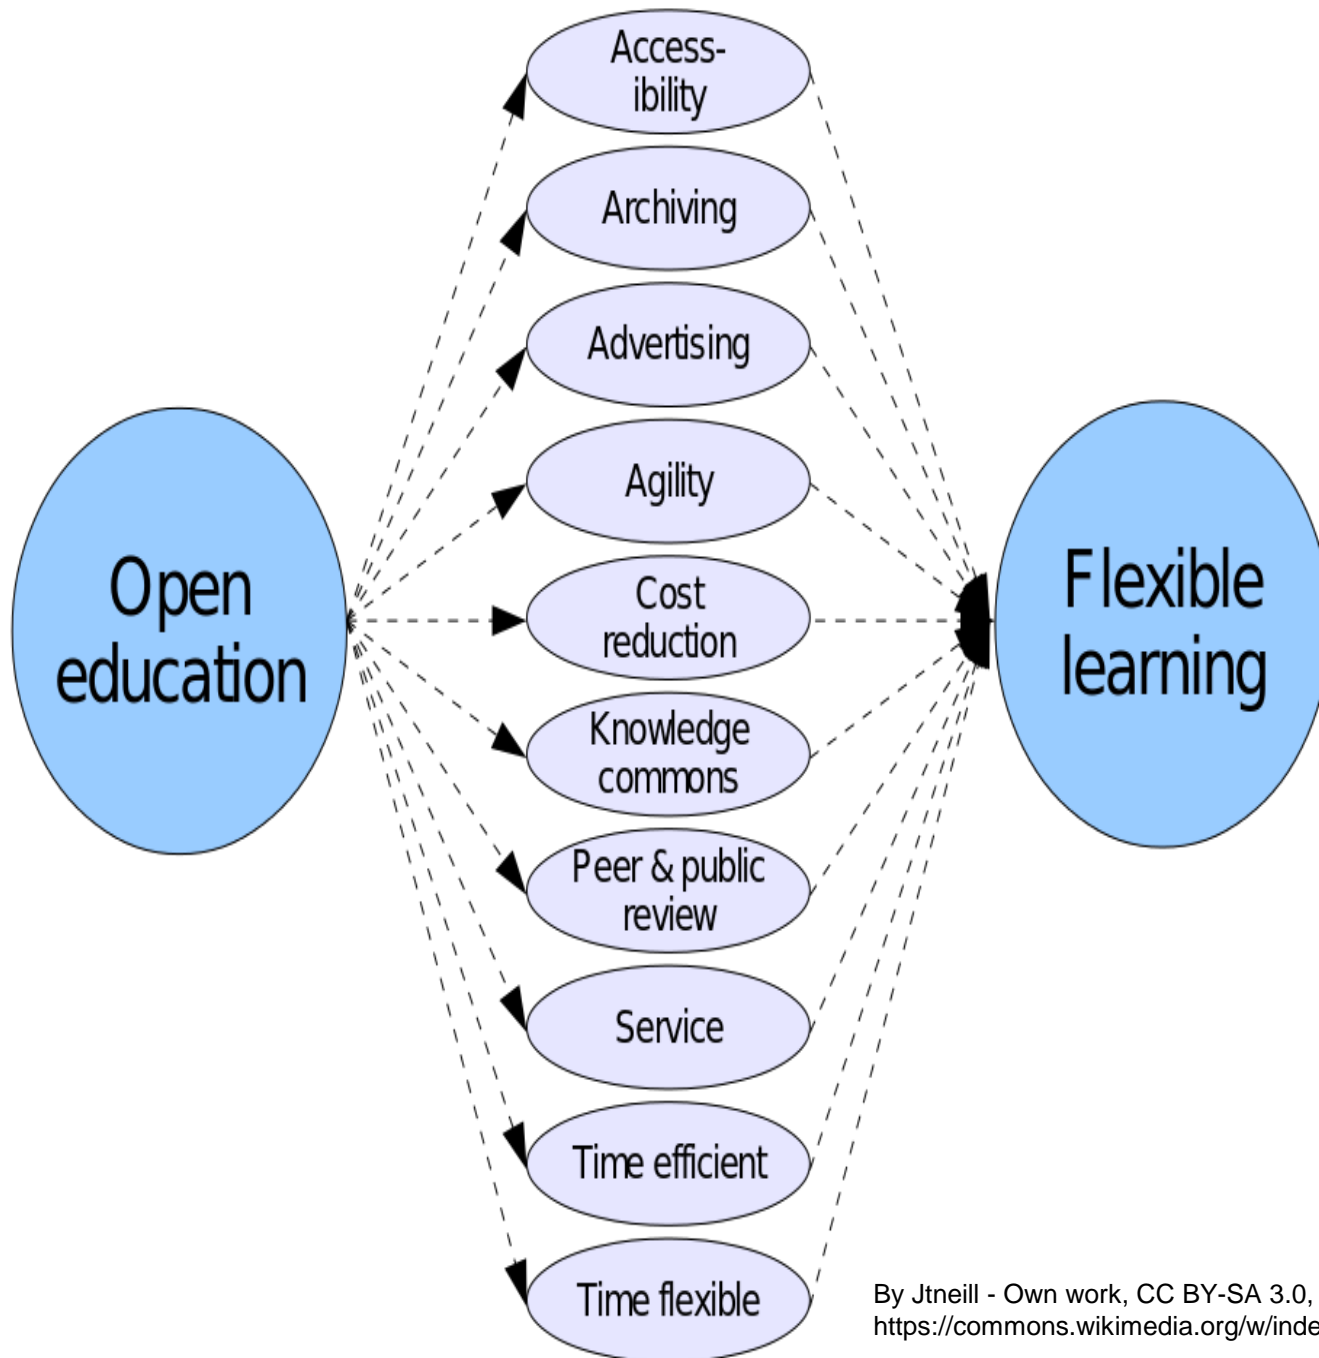 Access-
ibility
Archiving
Advertising
Agility
Open
education
Cost
reduction
Flexible
learning
Knowledge
commons
Peer & public
review
Service
Time efficient
Time flexible
By Jtneill - Own work, CC BY-SA 3.0,
https://commons.wikimedia.org/w/inde